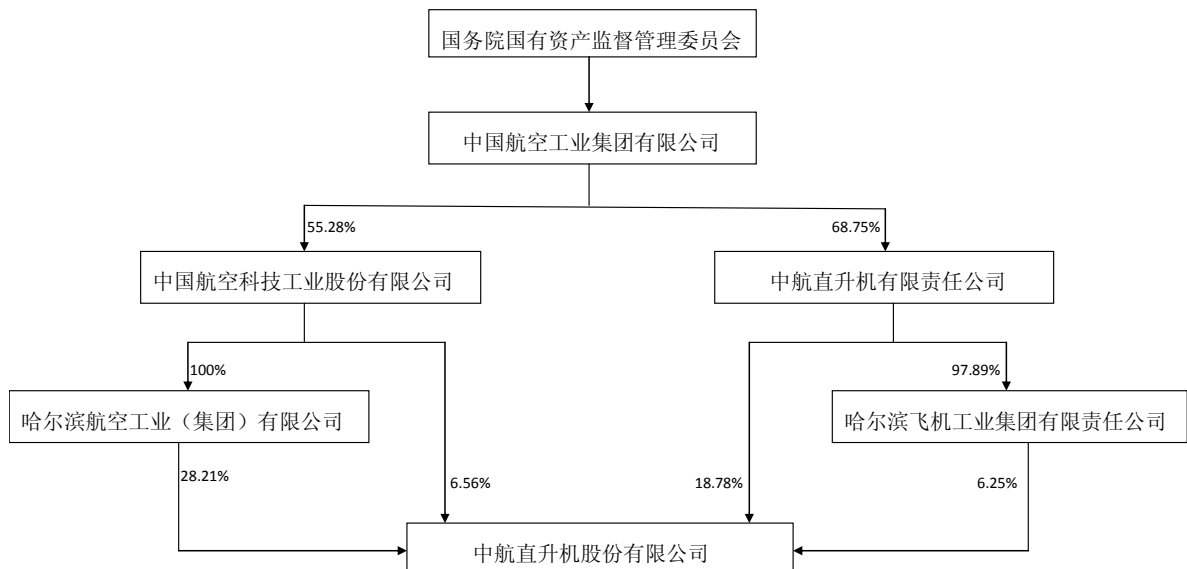 国务院国有资产监督管理委员会
中国航空工业集团有限公司
55.28%
68.75%
中国航空科技工业股份有限公司
中航直升机有限责任公司
100%
97.89%
哈尔滨航空工业（集团）有限公司
哈尔滨飞机工业集团有限责任公司
28.21%
6.56%
18.78%
6.25%
中航直升机股份有限公司